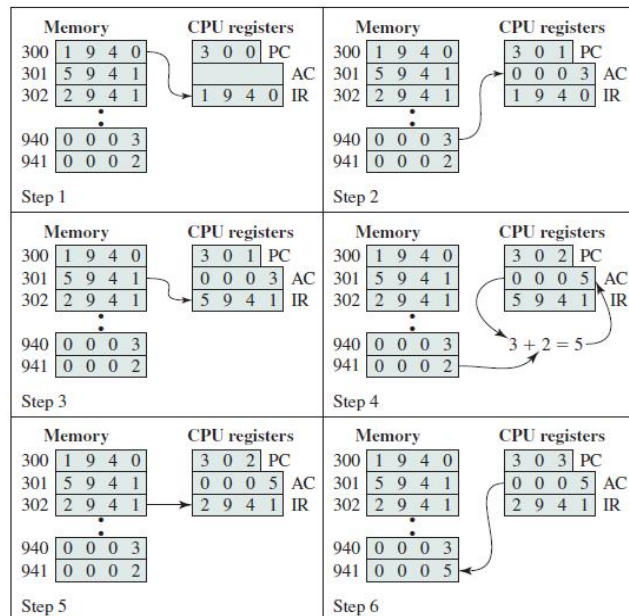 Memory CPU registers
300 1 9 4 0 3 0 0 PC
301 5 9 4 1 AC
302 2 9 4 1 1 9 4 0 IR
940 0 0 0 3
941 0 0 0 2
Step 1
Memory CPU registers
300 1 9 4 0 3 0 1 PC
301 5 9 4 1 0 0 0 3 AC
302 2 9 4 1 1 9 4 0 IR
940 0 0 0 3
941 0 0 0 2
Step 2
Memory CPU registers
300 1 9 4 0 3 0 1 PC
301 5 9 4 1 0 0 0 3 AC
302 2 9 4 1 5 9 4 1 IR
940 0 0 0 3
941 0 0 0 2
Step 3
Memory CPU registers
300 1 9 4 0 3 0 2 PC
301 5 9 4 1 0 0 0 5 AC
302 2 9 4 1 5 9 4 1 IR
940 0 0 0 3 3 + 2 = 5
941 0 0 0 2
Step 4
Memory CPU registers
300 1 9 4 0 3 0 2 PC
301 5 9 4 1 0 0 0 5 AC
302 2 9 4 1 2 9 4 1 IR
940 0 0 0 3
941 0 0 0 2
Step 5
Memory CPU registers
300 1 9 4 0 3 0 3 PC
301 5 9 4 1 0 0 0 5 AC
302 2 9 4 1 2 9 4 1 IR
940 0 0 0 3
941 0 0 0 5
Step 6